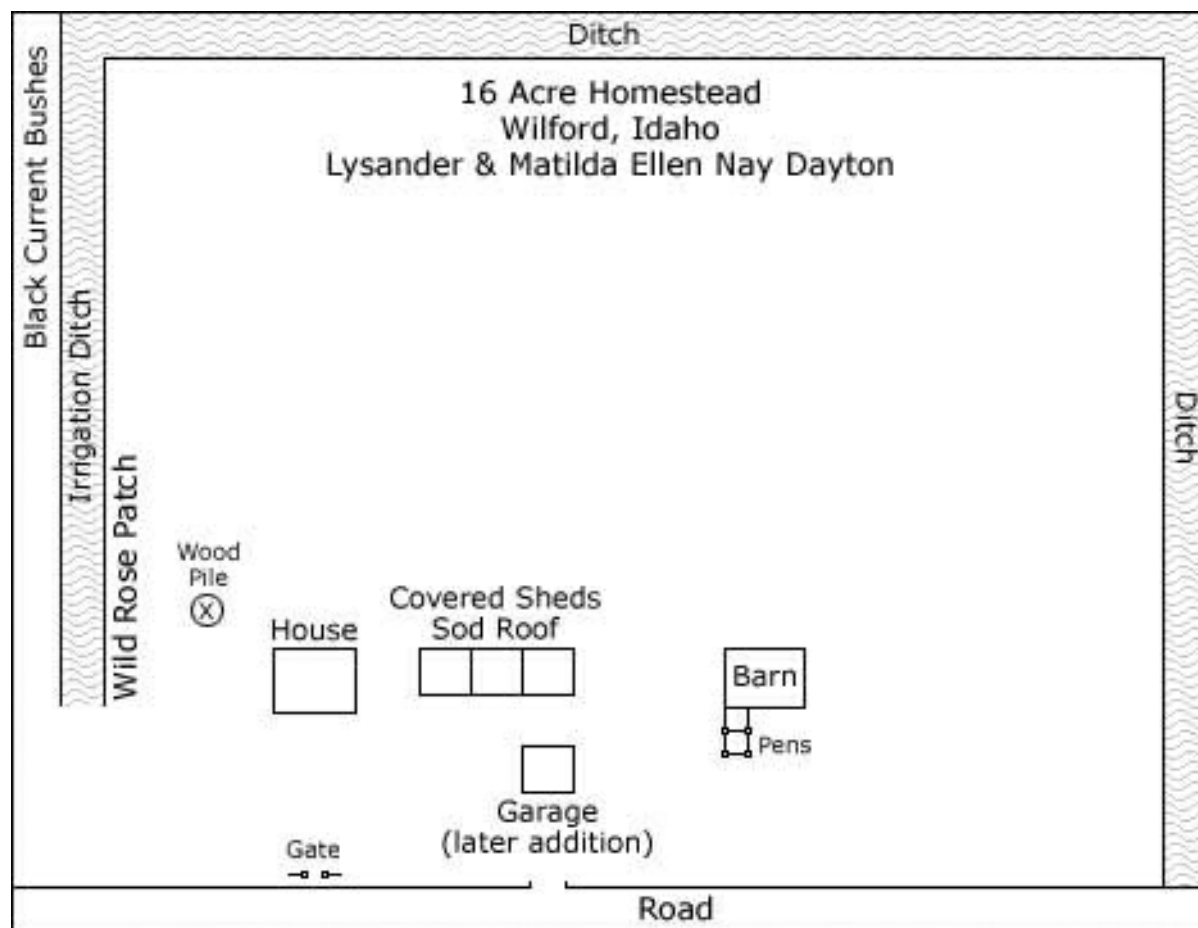 Ditch
16 Acre Homestead
Wilford, Idaho
Lysander & Matilda Ellen Nay Dayton
Black Current Bushes
Irrigation Ditch
Ditch
Wild Rose Patch
Wood
Pile
X
House
Covered Sheds
Sod Roof
Barn
Pens
Garage
(later addition)
Gate
Road